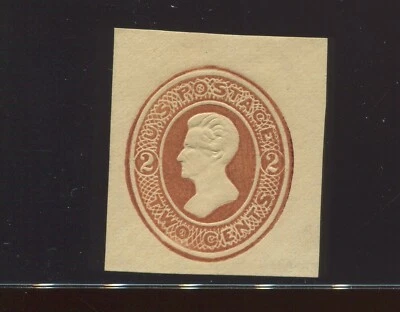 U.S. POSTAGE
2 2
TWO CENTS